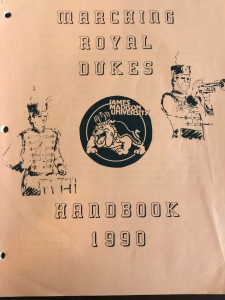 MARCHING
ROYAL
DUKES
JAMES
MADISON
UNIVERSITY
HANDBOOK
1990